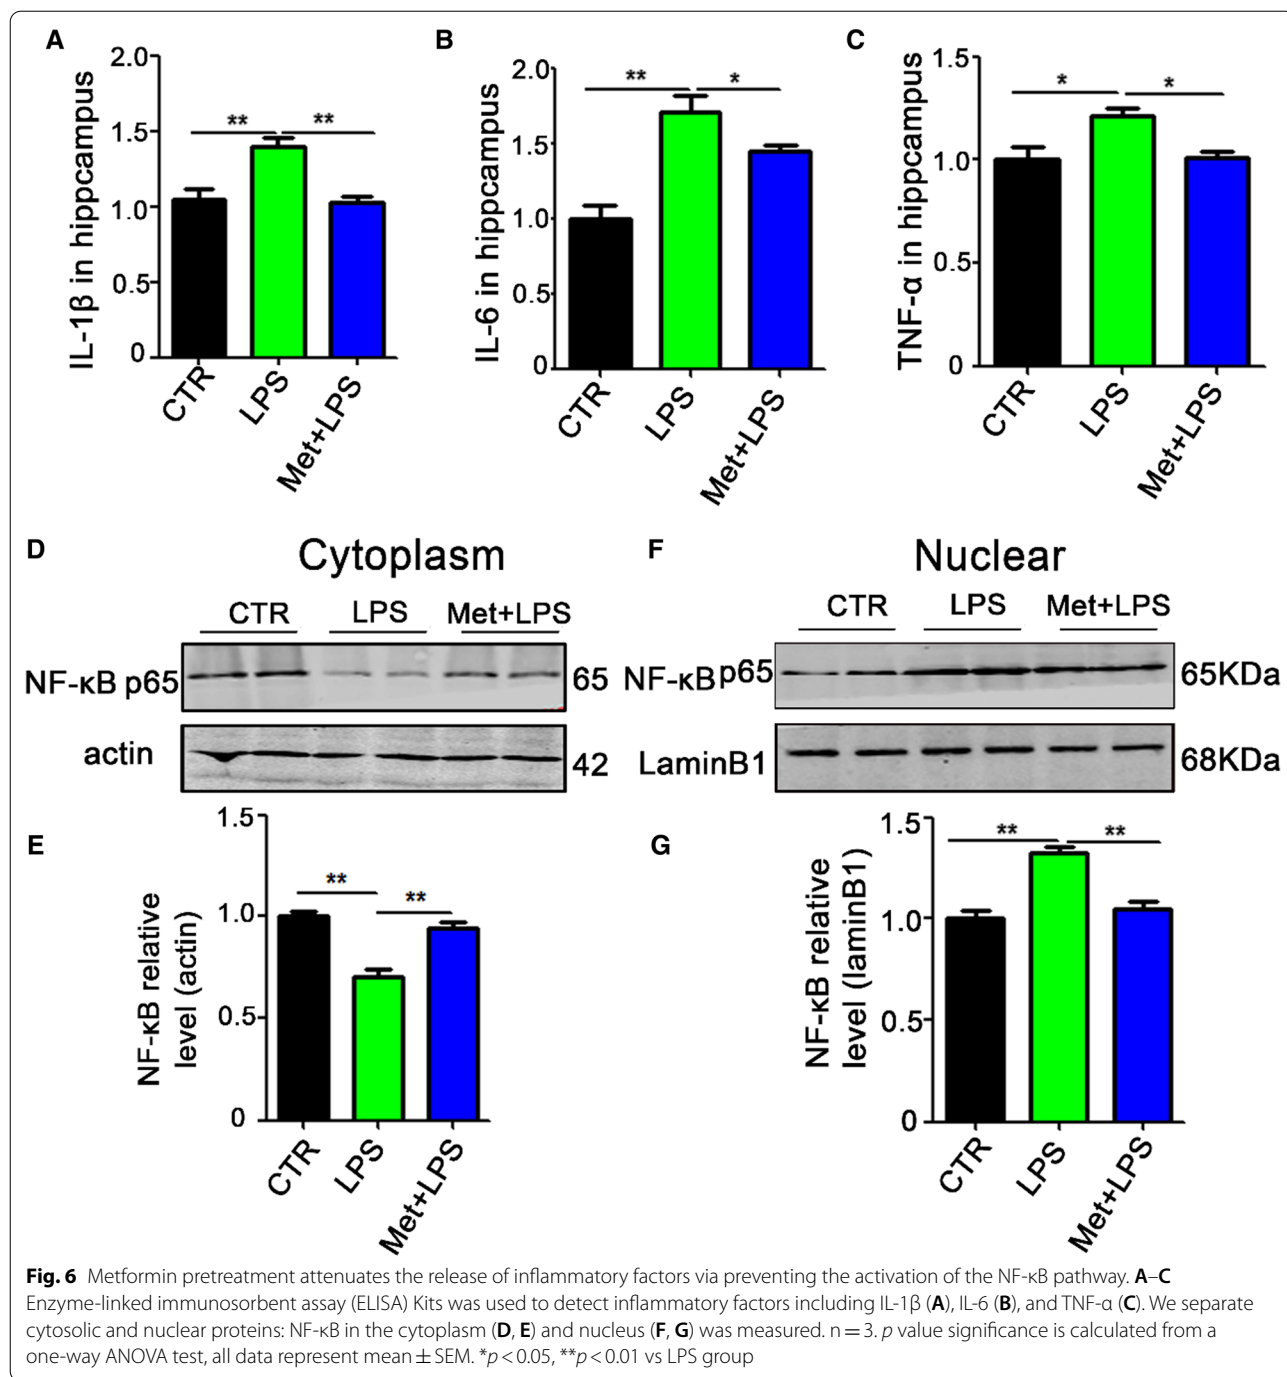 A
IL-1β in hippcampus
2.0
1.5
1.0
0.5
0
**
**
CTR
LPS
Met+LPS
B
IL-6 in hippcampus
2.0
1.5
1.0
0.5
0
**
*
CTR
LPS
Met+LPS
C
TNF-α in hippcampus
1.5
1.0
0.5
0
*
*
CTR
LPS
Met+LPS
D
Cytoplasm
CTR
LPS
Met+LPS
NF-κB p65
65
actin
42
F
Nuclear
CTR
LPS
Met+LPS
NF-κB p65
65KDa
LaminB1
68KDa
E
NF-κB relative
level (actin)
1.5
1.0
0.5
0
**
**
CTR
LPS
Met+LPS
G
NF-κB relative
level (laminB1)
1.5
1.0
0.5
0
**
**
CTR
LPS
Met+LPS
Fig. 6 Metformin pretreatment attenuates the release of inflammatory factors via preventing the activation of the NF-κB pathway. A–C
Enzyme-linked immunosorbent assay (ELISA) Kits was used to detect inflammatory factors including IL-1β (A), IL-6 (B), and TNF-α (C). We separate
cytosolic and nuclear proteins: NF-κB in the cytoplasm (D, E) and nucleus (F, G) was measured. n = 3. p value significance is calculated from a
one-way ANOVA test, all data represent mean ± SEM. *p < 0.05, **p < 0.01 vs LPS group